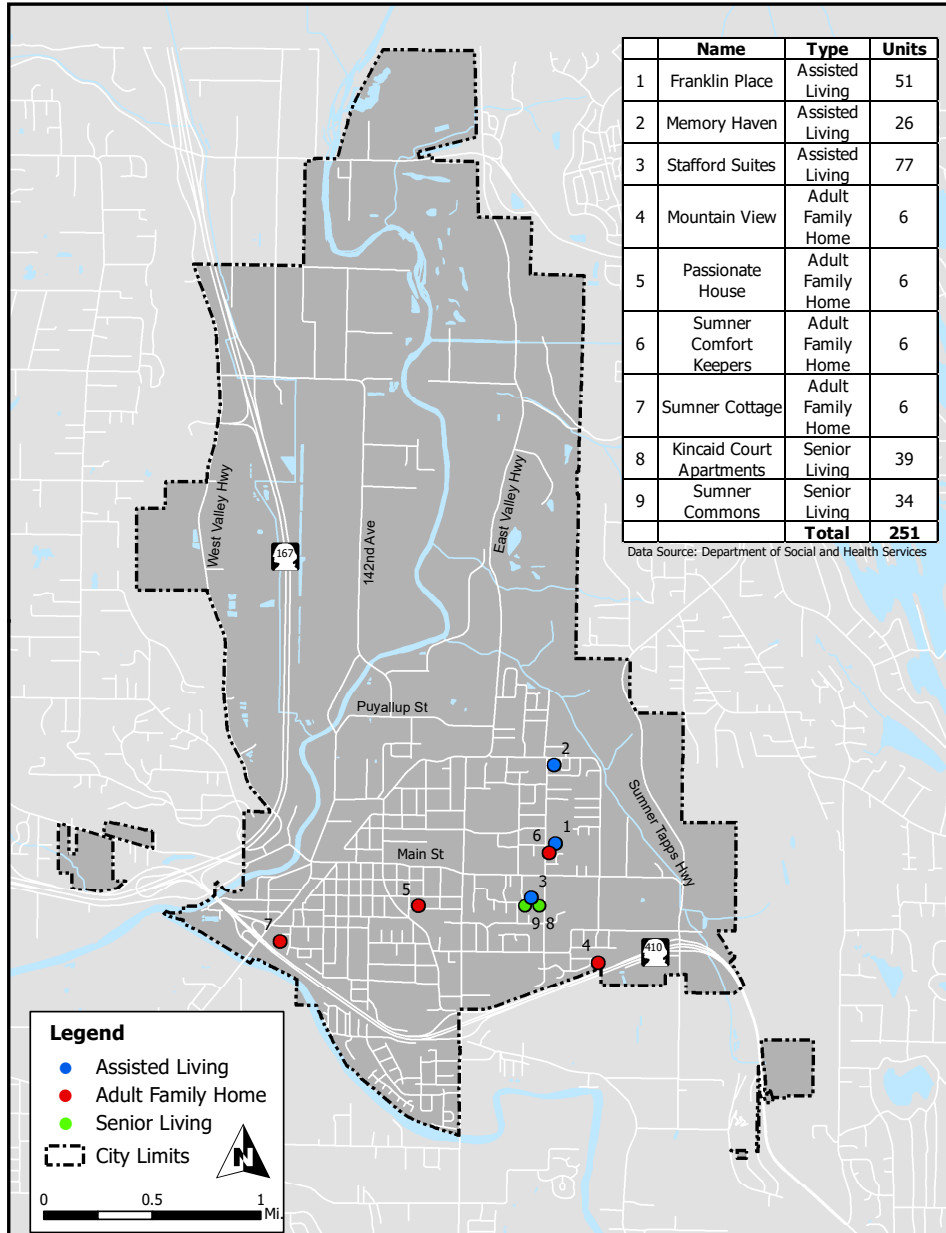 Name Type Units
1 Franklin Place Assisted Living 51
2 Memory Haven Assisted Living 26
3 Stafford Suites Assisted Living 77
4 Mountain View Adult Family Home 6
5 Passionate House Adult Family Home 6
6 Sumner Comfort Keepers Adult Family Home 6
7 Sumner Cottage Adult Family Home 6
8 Kincaid Court Apartments Senior Living 39
9 Sumner Commons Senior Living 34
Total 251
Data Source: Department of Social and Health Services
West Valley Hwy
167
142nd Ave
East Valley Hwy
Puyallup St
2
Sumner Tapps Hwy
1
6
Main St
3
5
9 8
7
4
410
Legend
Assisted Living
Adult Family Home
Senior Living
City Limits
N
0 0.5 1
Mi.